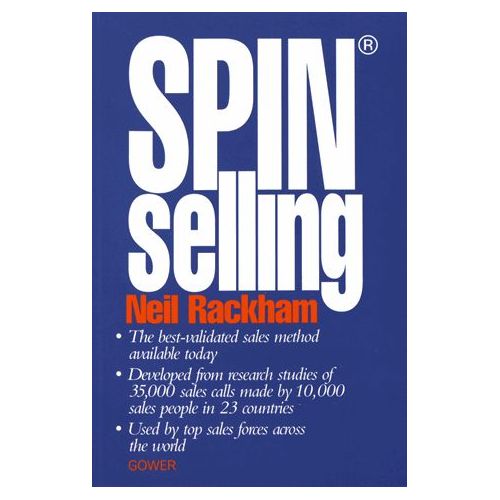 SPIN®
selling
Neil Rackham
• The best-validated sales method
available today
• Developed from research studies of
35,000 sales calls made by 10,000
sales people in 23 countries
• Used by top sales forces across
the world
GOWER